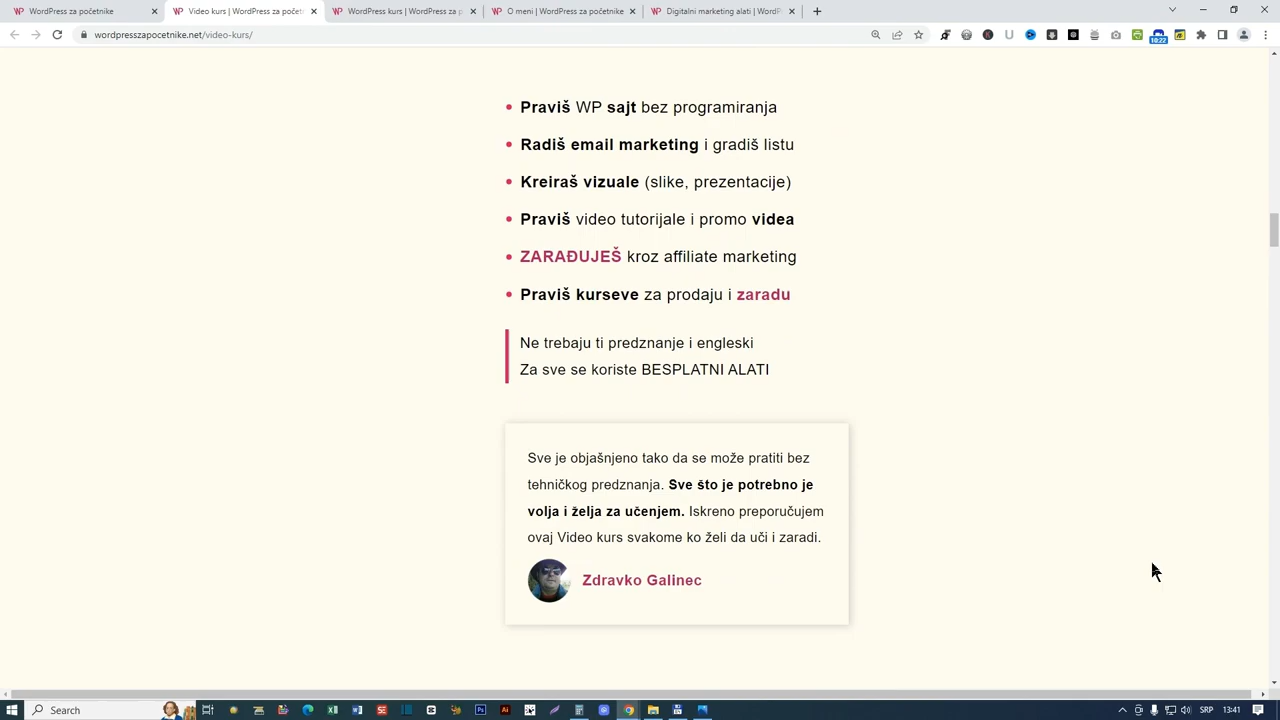 WordPress za početnike
Video kurs | WordPress za počet
WordPress kurs | WordPress za p
O meni | WordPress za početnike
Digitalni marketing alati | WordP
wordpresszapocetnike.net/video-kurs/
10:22
Praviš WP sajt bez programiranja
Radiš email marketing i gradiš listu
Kreiraš vizuale (slike, prezentacije)
Praviš video tutorijale i promo videa
ZARAĐUJEŠ kroz affiliate marketing
Praviš kurseve za prodaju i zaradu
Ne trebaju ti predznanje i engleski
Za sve se koriste BESPLATNI ALATI
Sve je objašnjeno tako da se može pratiti bez
tehničkog predznanja. Sve što je potrebno je
volja i želja za učenjem. Iskreno preporučujem
ovaj Video kurs svakome ko želi da uči i zaradi.
Zdravko Galinec
Search
Ps
Ai
SRP
13:41